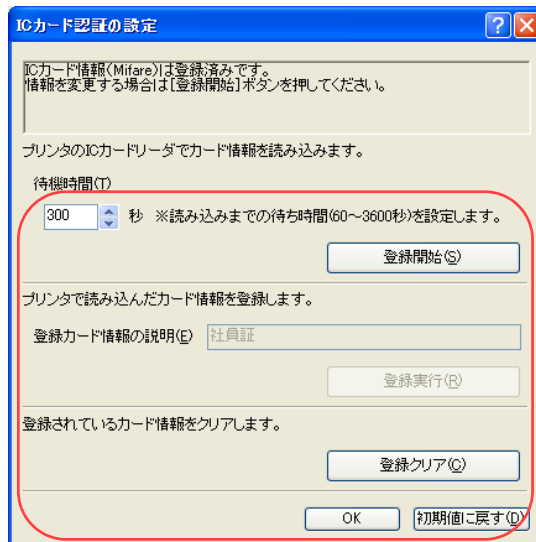 ICカード認証の設定
ICカード情報(Mifare)は登録済みです。
情報を変更する場合は[登録開始]ボタンを押してください。
プリンタのICカードリーダでカード情報を読み込みます。
待機時間(T)
300 秒 ※読み込みまでの待ち時間(60～3600秒)を設定します。
登録開始(S)
プリンタで読み込んだカード情報を登録します。
登録カード情報の説明(E) 社員証
登録実行(R)
登録されているカード情報をクリアします。
登録クリア(C)
OK 初期値に戻す(D)